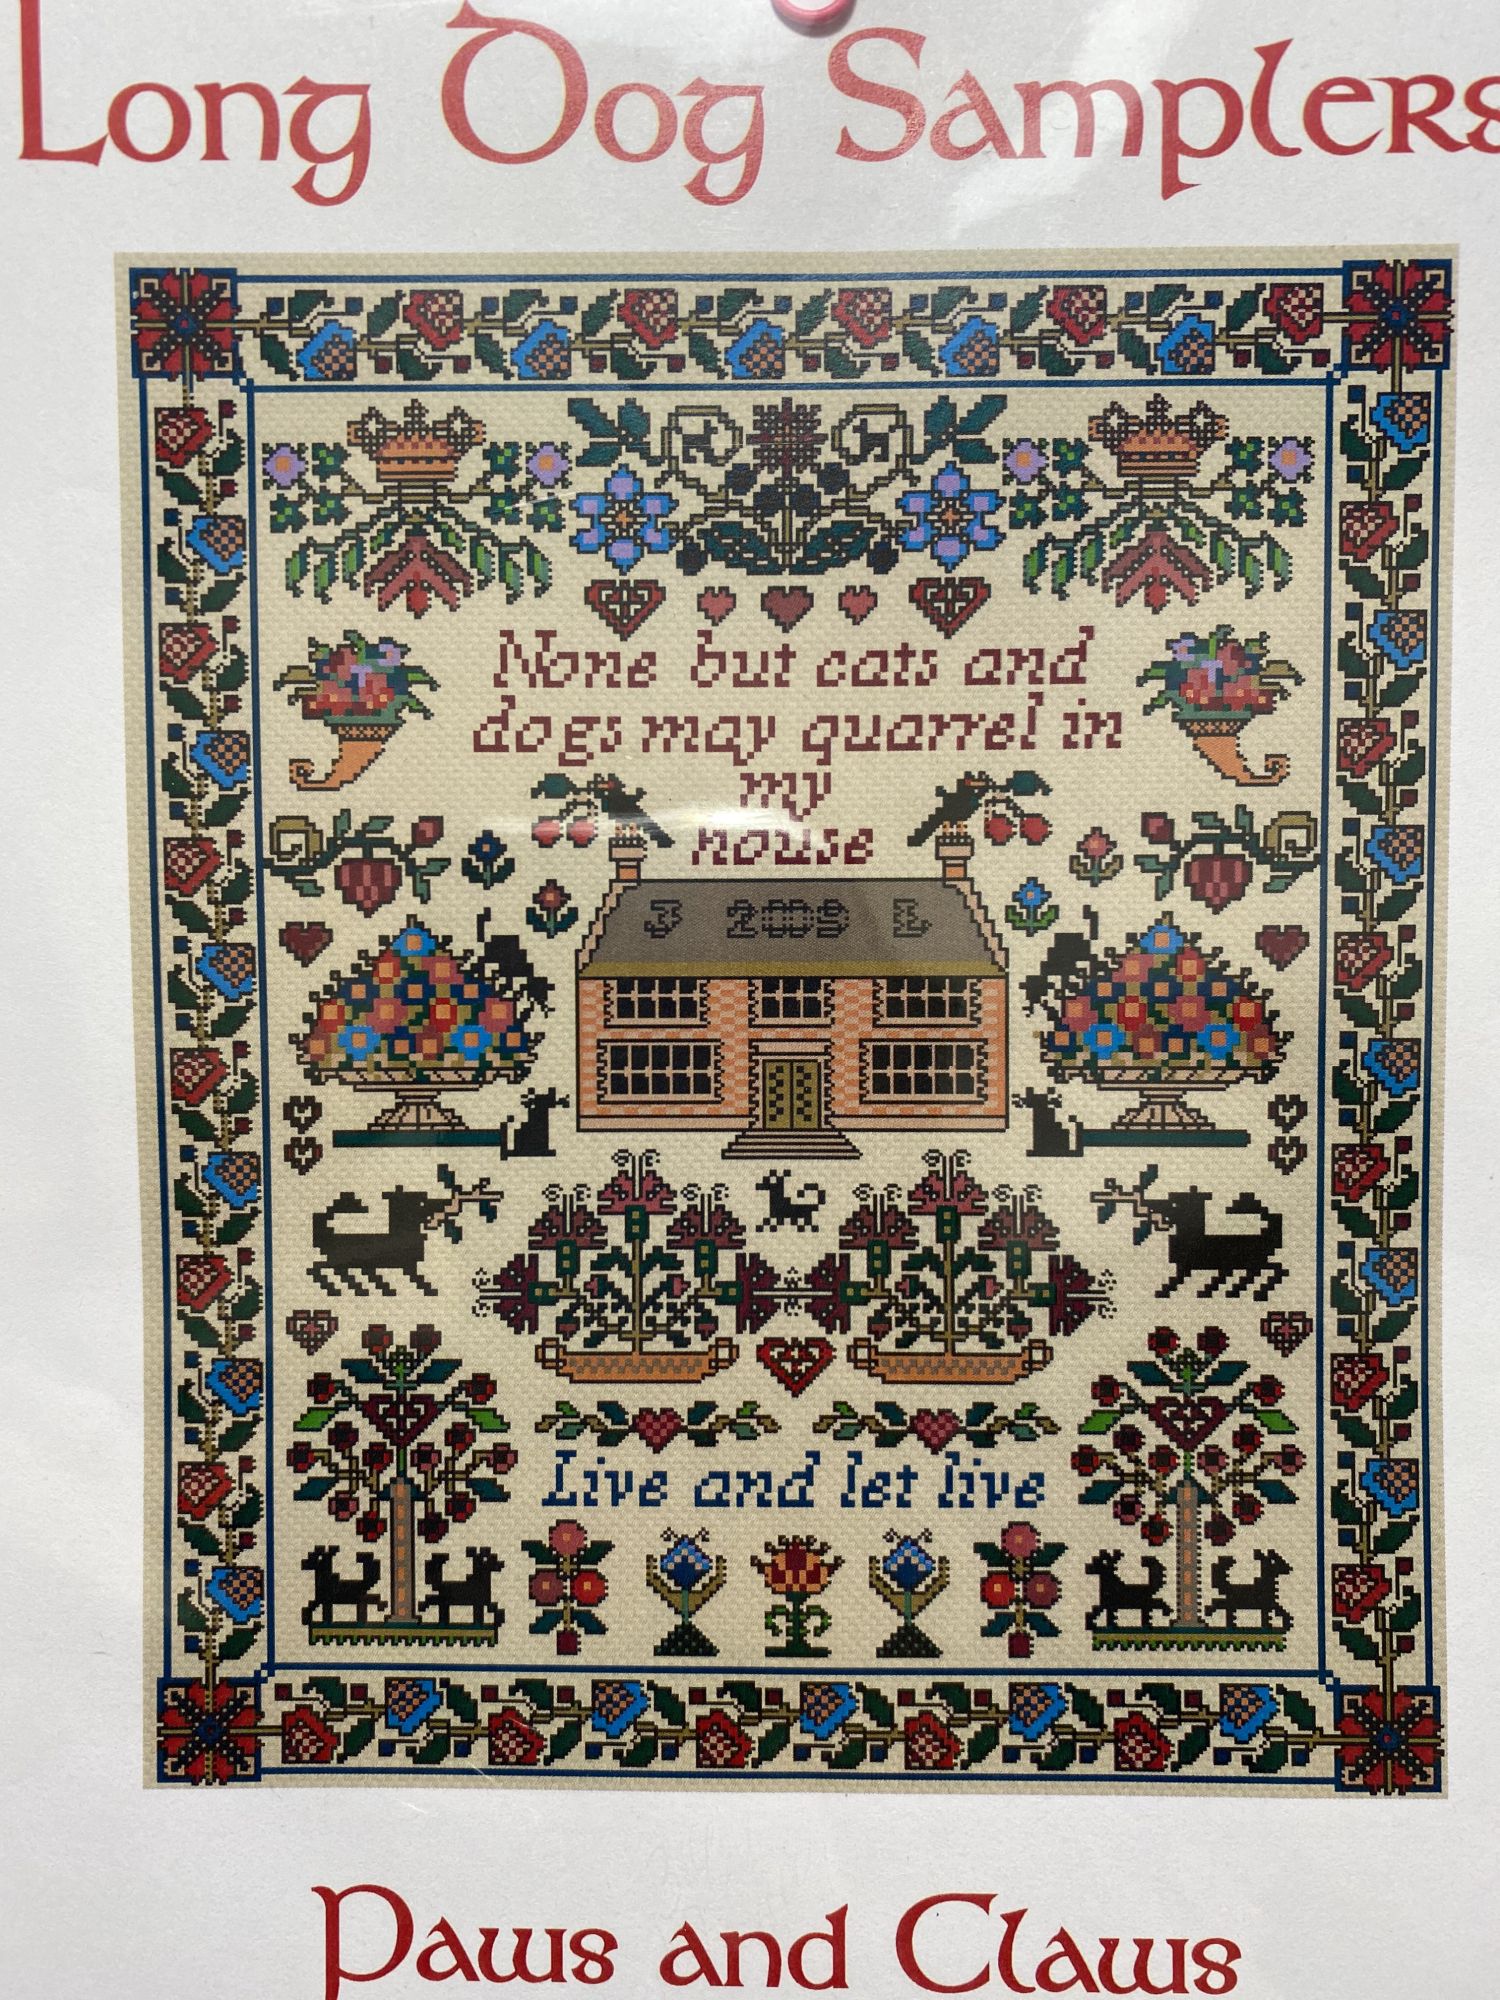 Long Dog Samplers
None but cats and
dogs may quarrel in
my
house
J 2009 L
Live and let live
Paws and Claws